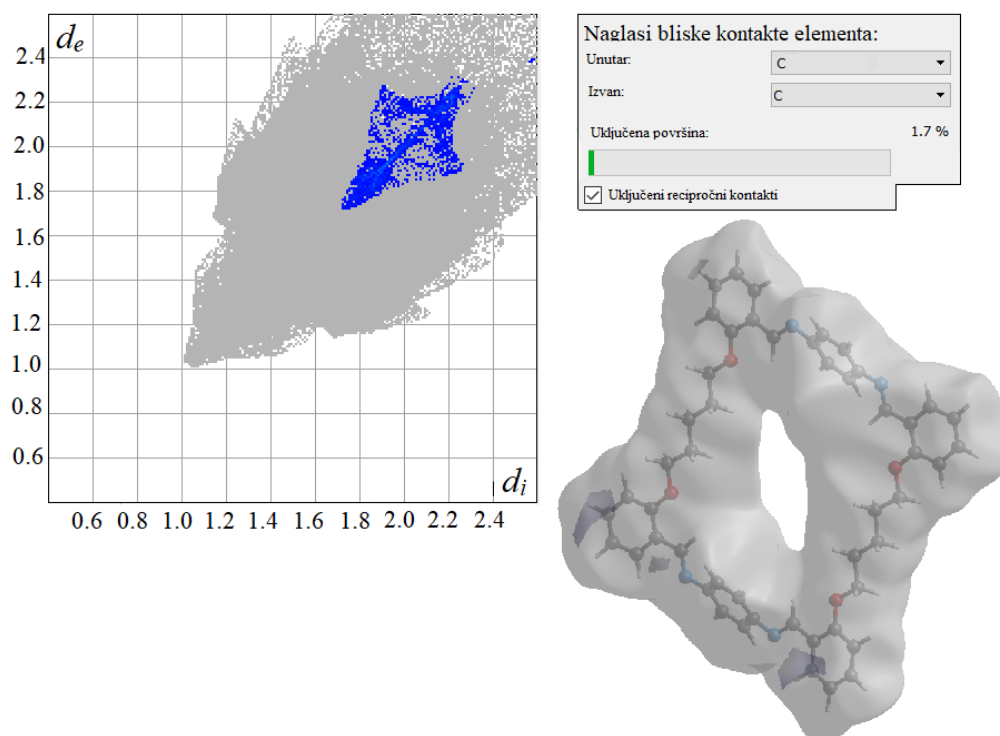 d_e
2.4
2.2
2.0
1.8
1.6
1.4
1.2
1.0
0.8
0.6
d_i
0.6 0.8 1.0 1.2 1.4 1.6 1.8 2.0 2.2 2.4
Naglasi bliske kontakte elementa:
Unutar: C
Izvan: C
Uključena površina: 1.7 %
Uključeni recipročni kontakti